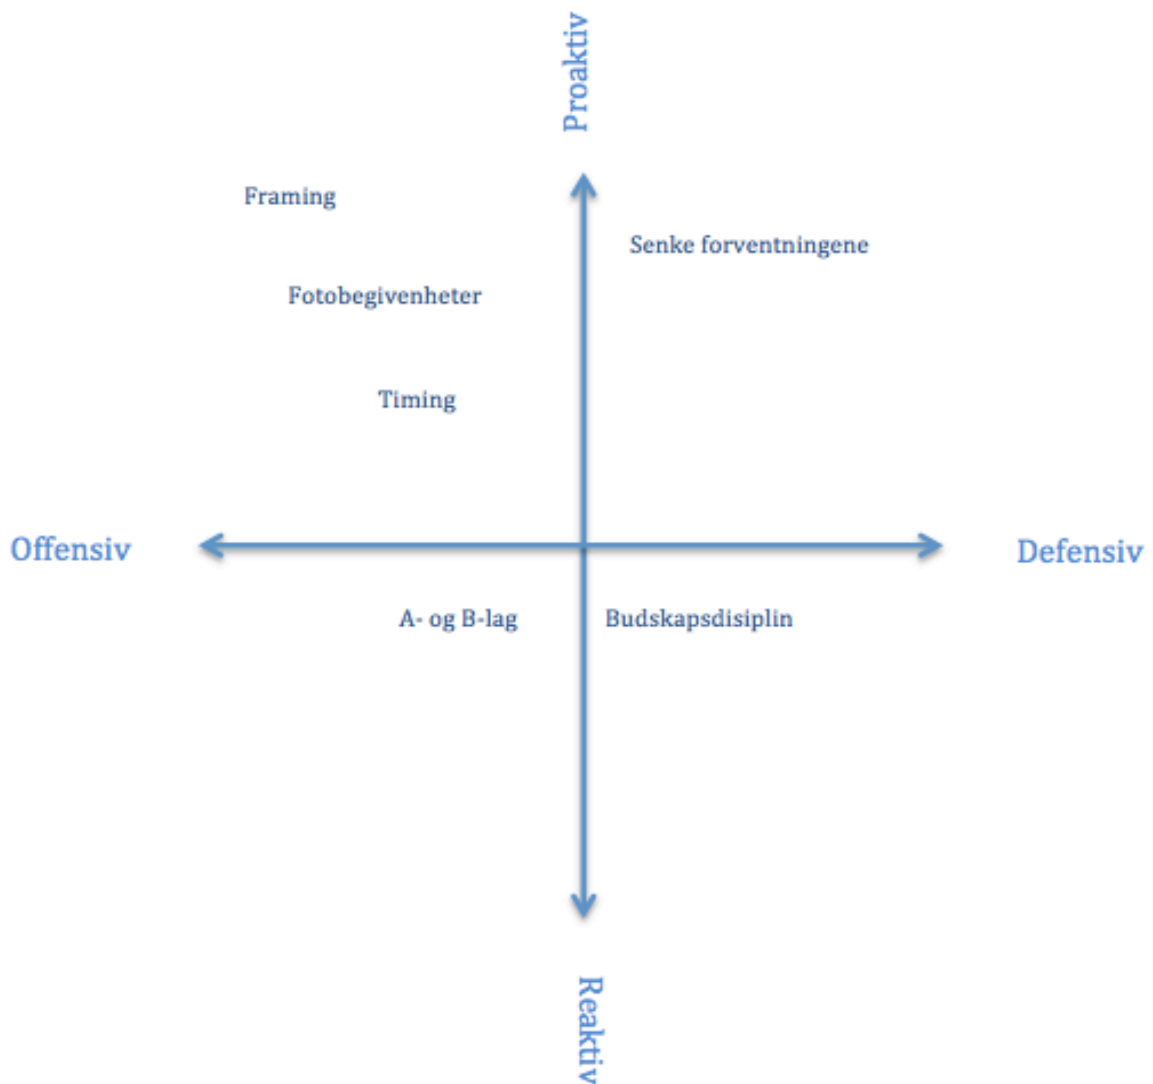 Proaktiv
Framing
Senke forventningene
Fotobegivenheter
Timing
Offensiv
Defensiv
A- og B-lag
Budskapsdisiplin
Reaktiv